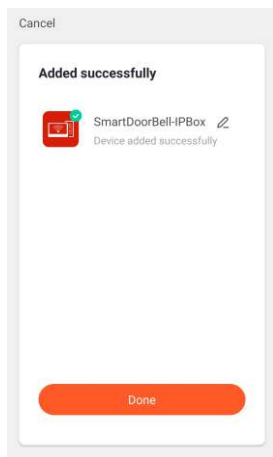 Cancel
Added successfully
SmartDoorBell-IPBox
Device added successfully
Done